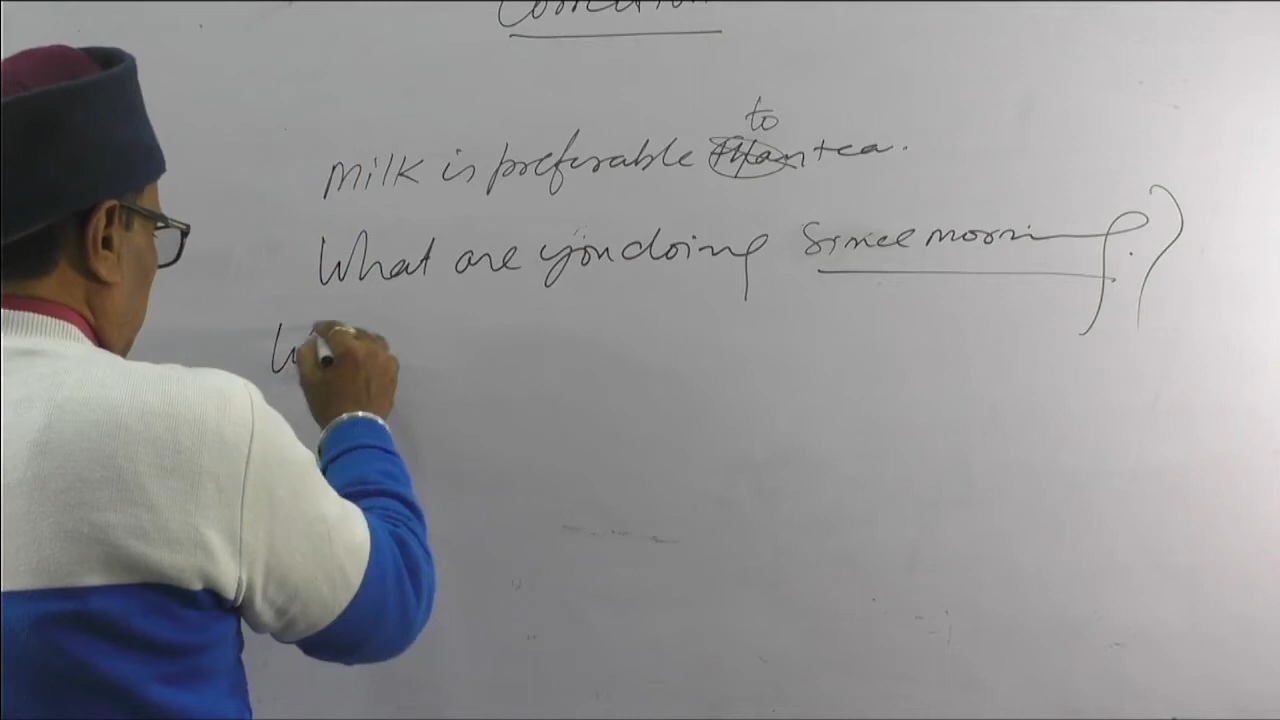 Correction
Milk is preferable than to tea.
What are you doing since morning?